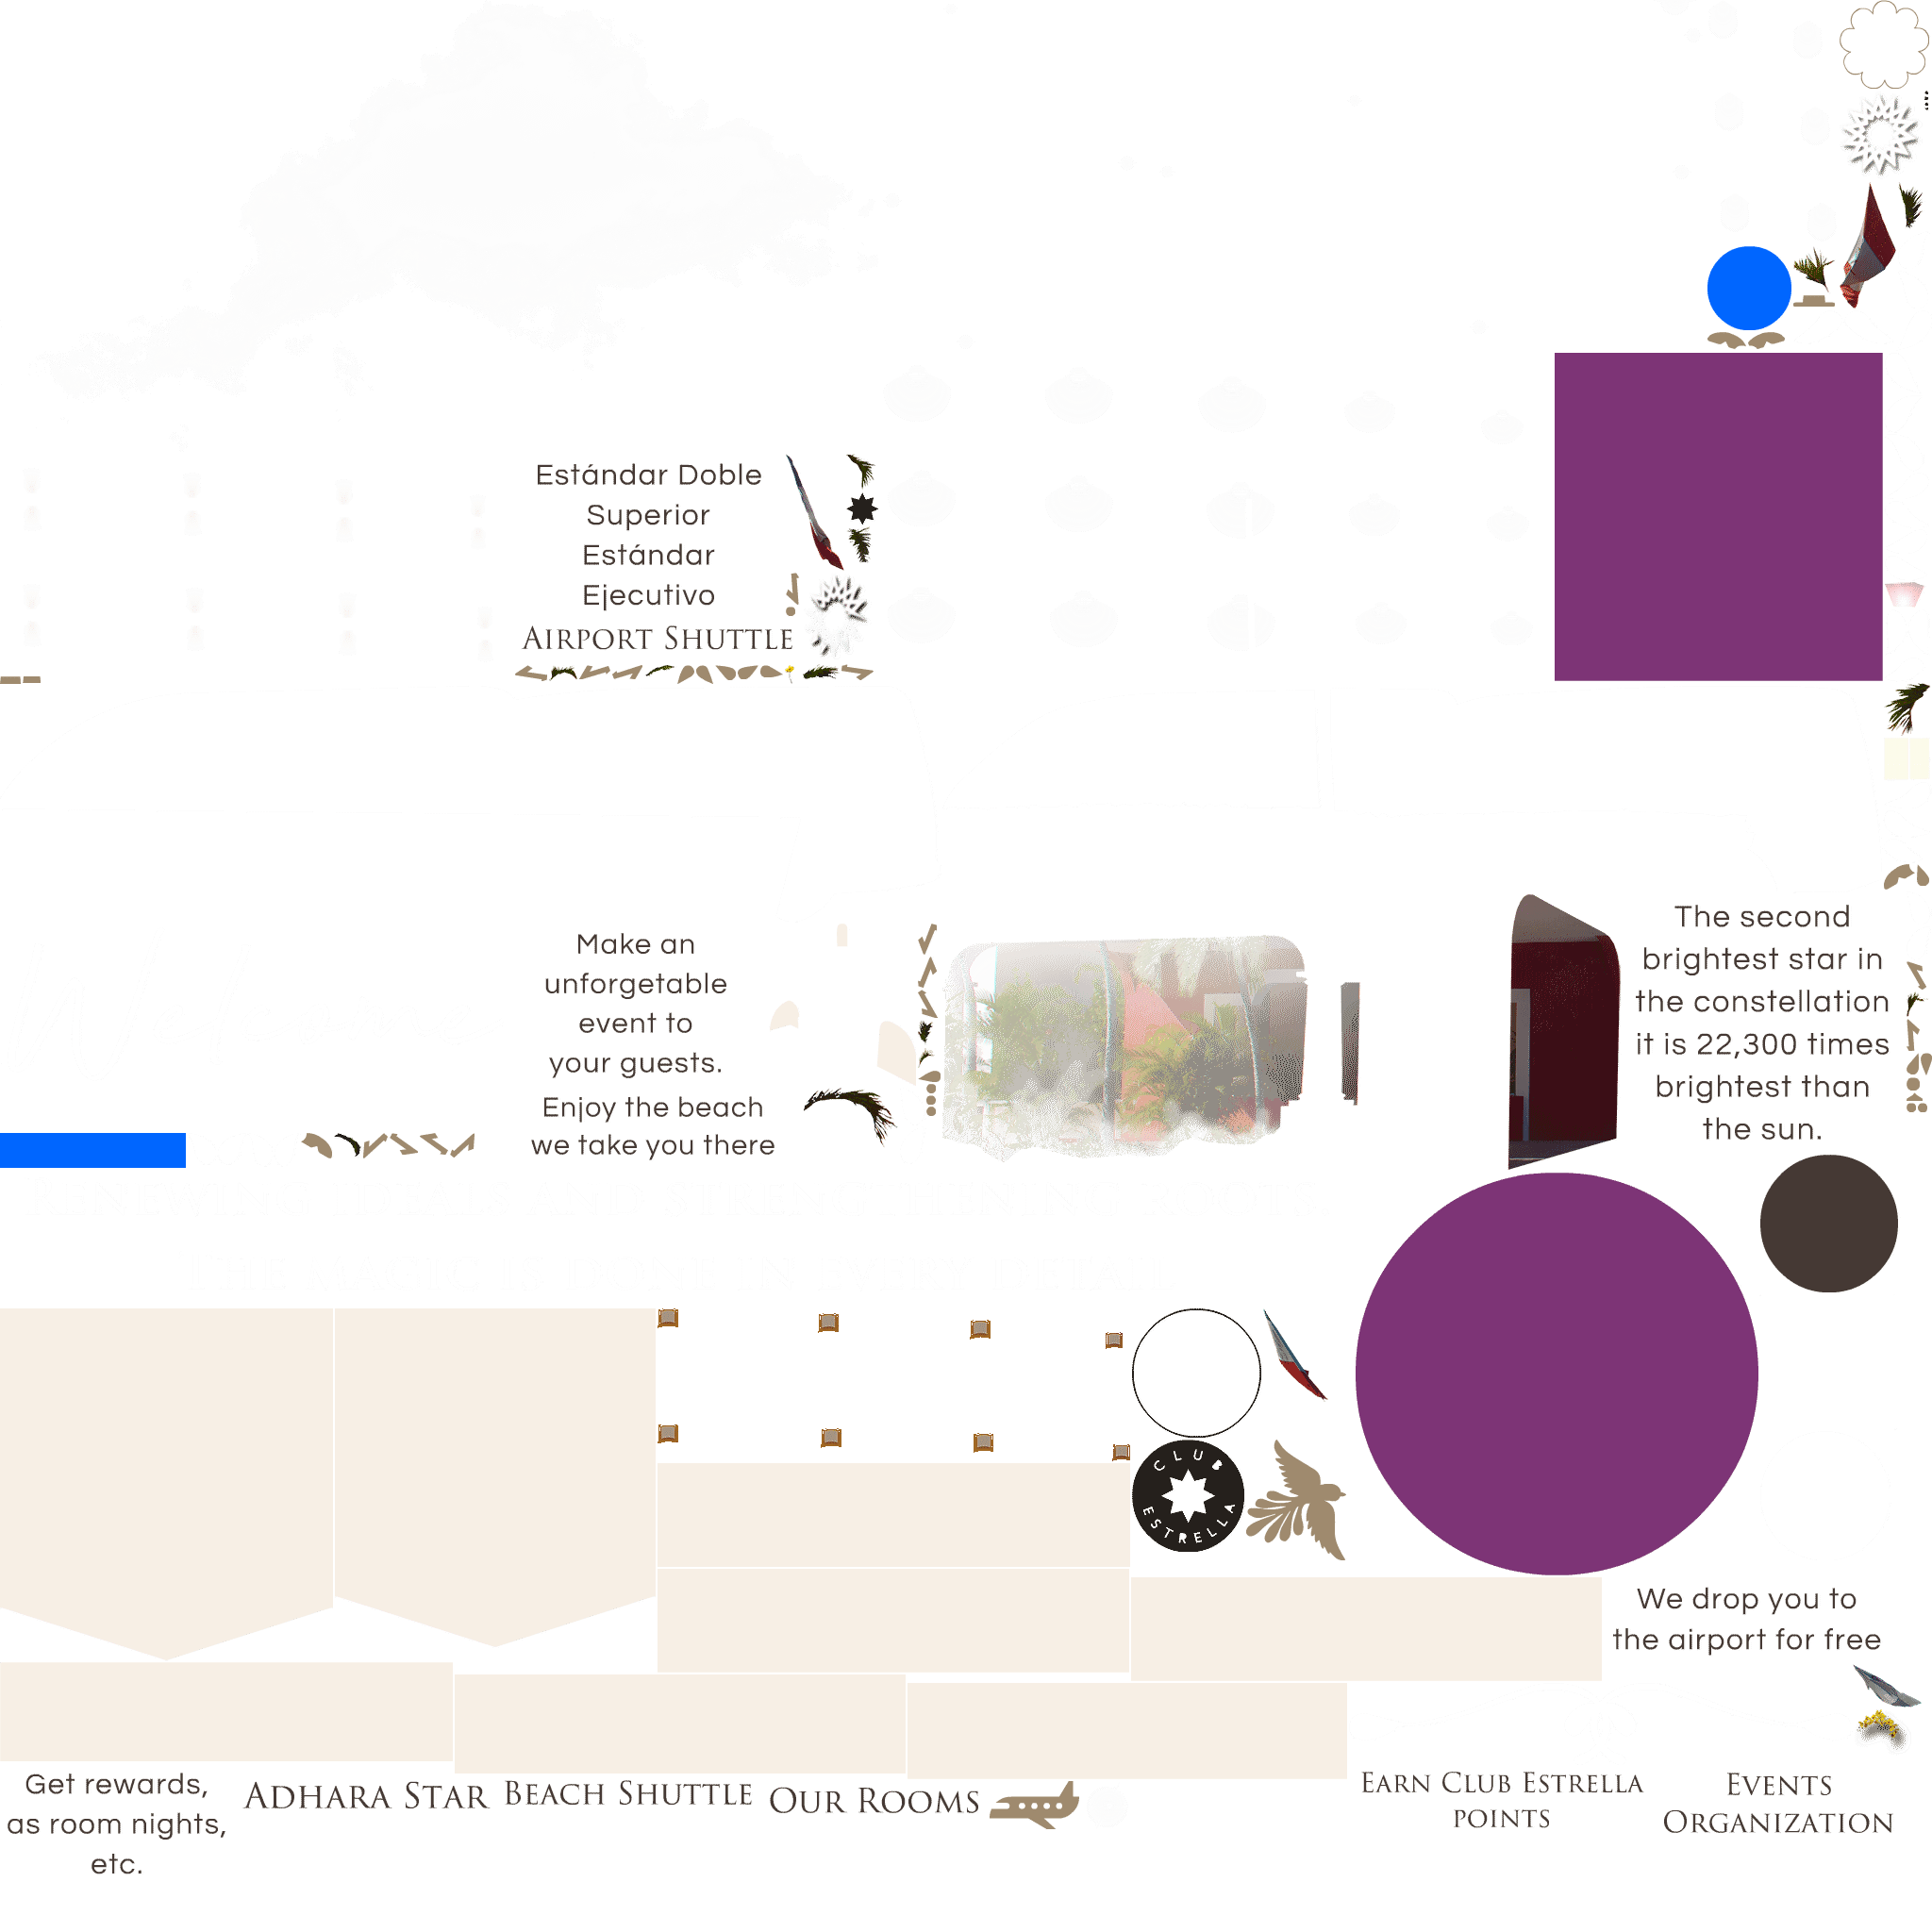 Estándar Doble
Superior
Estándar
Ejecutivo
AIRPORT SHUTTLE
Make an
unforgetable
event to
your guests.
Enjoy the beach
we take you there
The second
brightest star in
the constellation
it is 22,300 times
brightest than
the sun.
CLUB
ESTRELLA
We drop you to
the airport for free
Get rewards,
as room nights,
etc.
ADHARA STAR
BEACH SHUTTLE
OUR ROOMS
EARN CLUB ESTRELLA
POINTS
EVENTS
ORGANIZATION